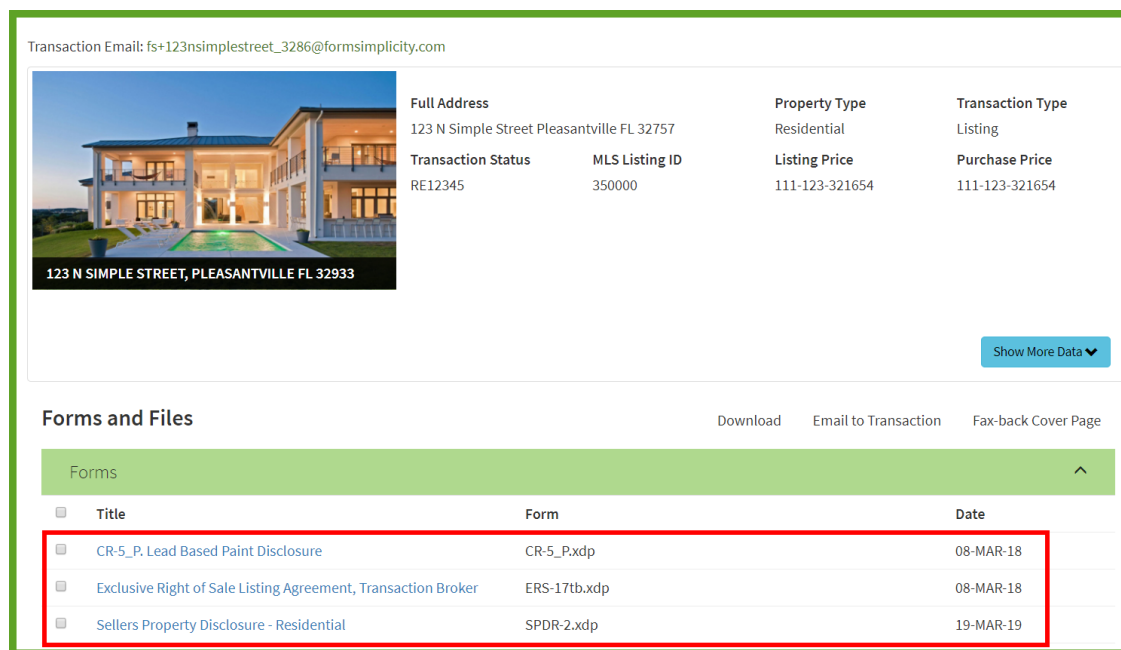 Transaction Email: fs+123nsimplestreet_3286@formsimplicity.com
Full Address Property Type Transaction Type
123 N Simple Street Pleasantville FL 32757 Residential Listing
Transaction Status MLS Listing ID Listing Price Purchase Price
RE12345 350000 111-123-321654 111-123-321654
123 N SIMPLE STREET, PLEASANTVILLE FL 32933
Show More Data
Forms and Files Download Email to Transaction Fax-back Cover Page
Forms
Title Form Date
CR-5_P. Lead Based Paint Disclosure CR-5_P.xdp 08-MAR-18
Exclusive Right of Sale Listing Agreement, Transaction Broker ERS-17tb.xdp 08-MAR-18
Sellers Property Disclosure - Residential SPDR-2.xdp 19-MAR-19